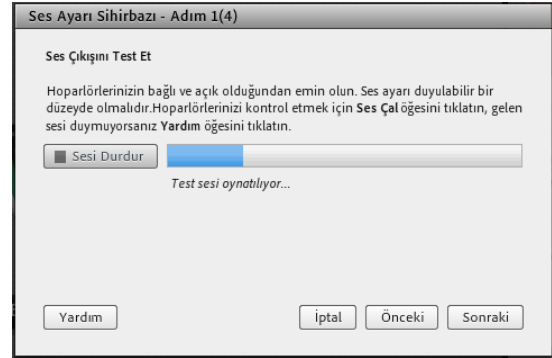 Ses Ayarı Sihirbazı - Adım 1(4)
Ses Çıkışını Test Et
Hoparlörlerinizin bağlı ve açık olduğundan emin olun. Ses ayarı duyulabilir bir
düzeyde olmalıdır.Hoparlörlerinizi kontrol etmek için Ses Çal öğesini tıklatın, gelen
sesi duymuyorsanız Yardım öğesini tıklatın.
Sesi Durdur
Test sesi oynatılıyor...
Yardım İptal Önceki Sonraki